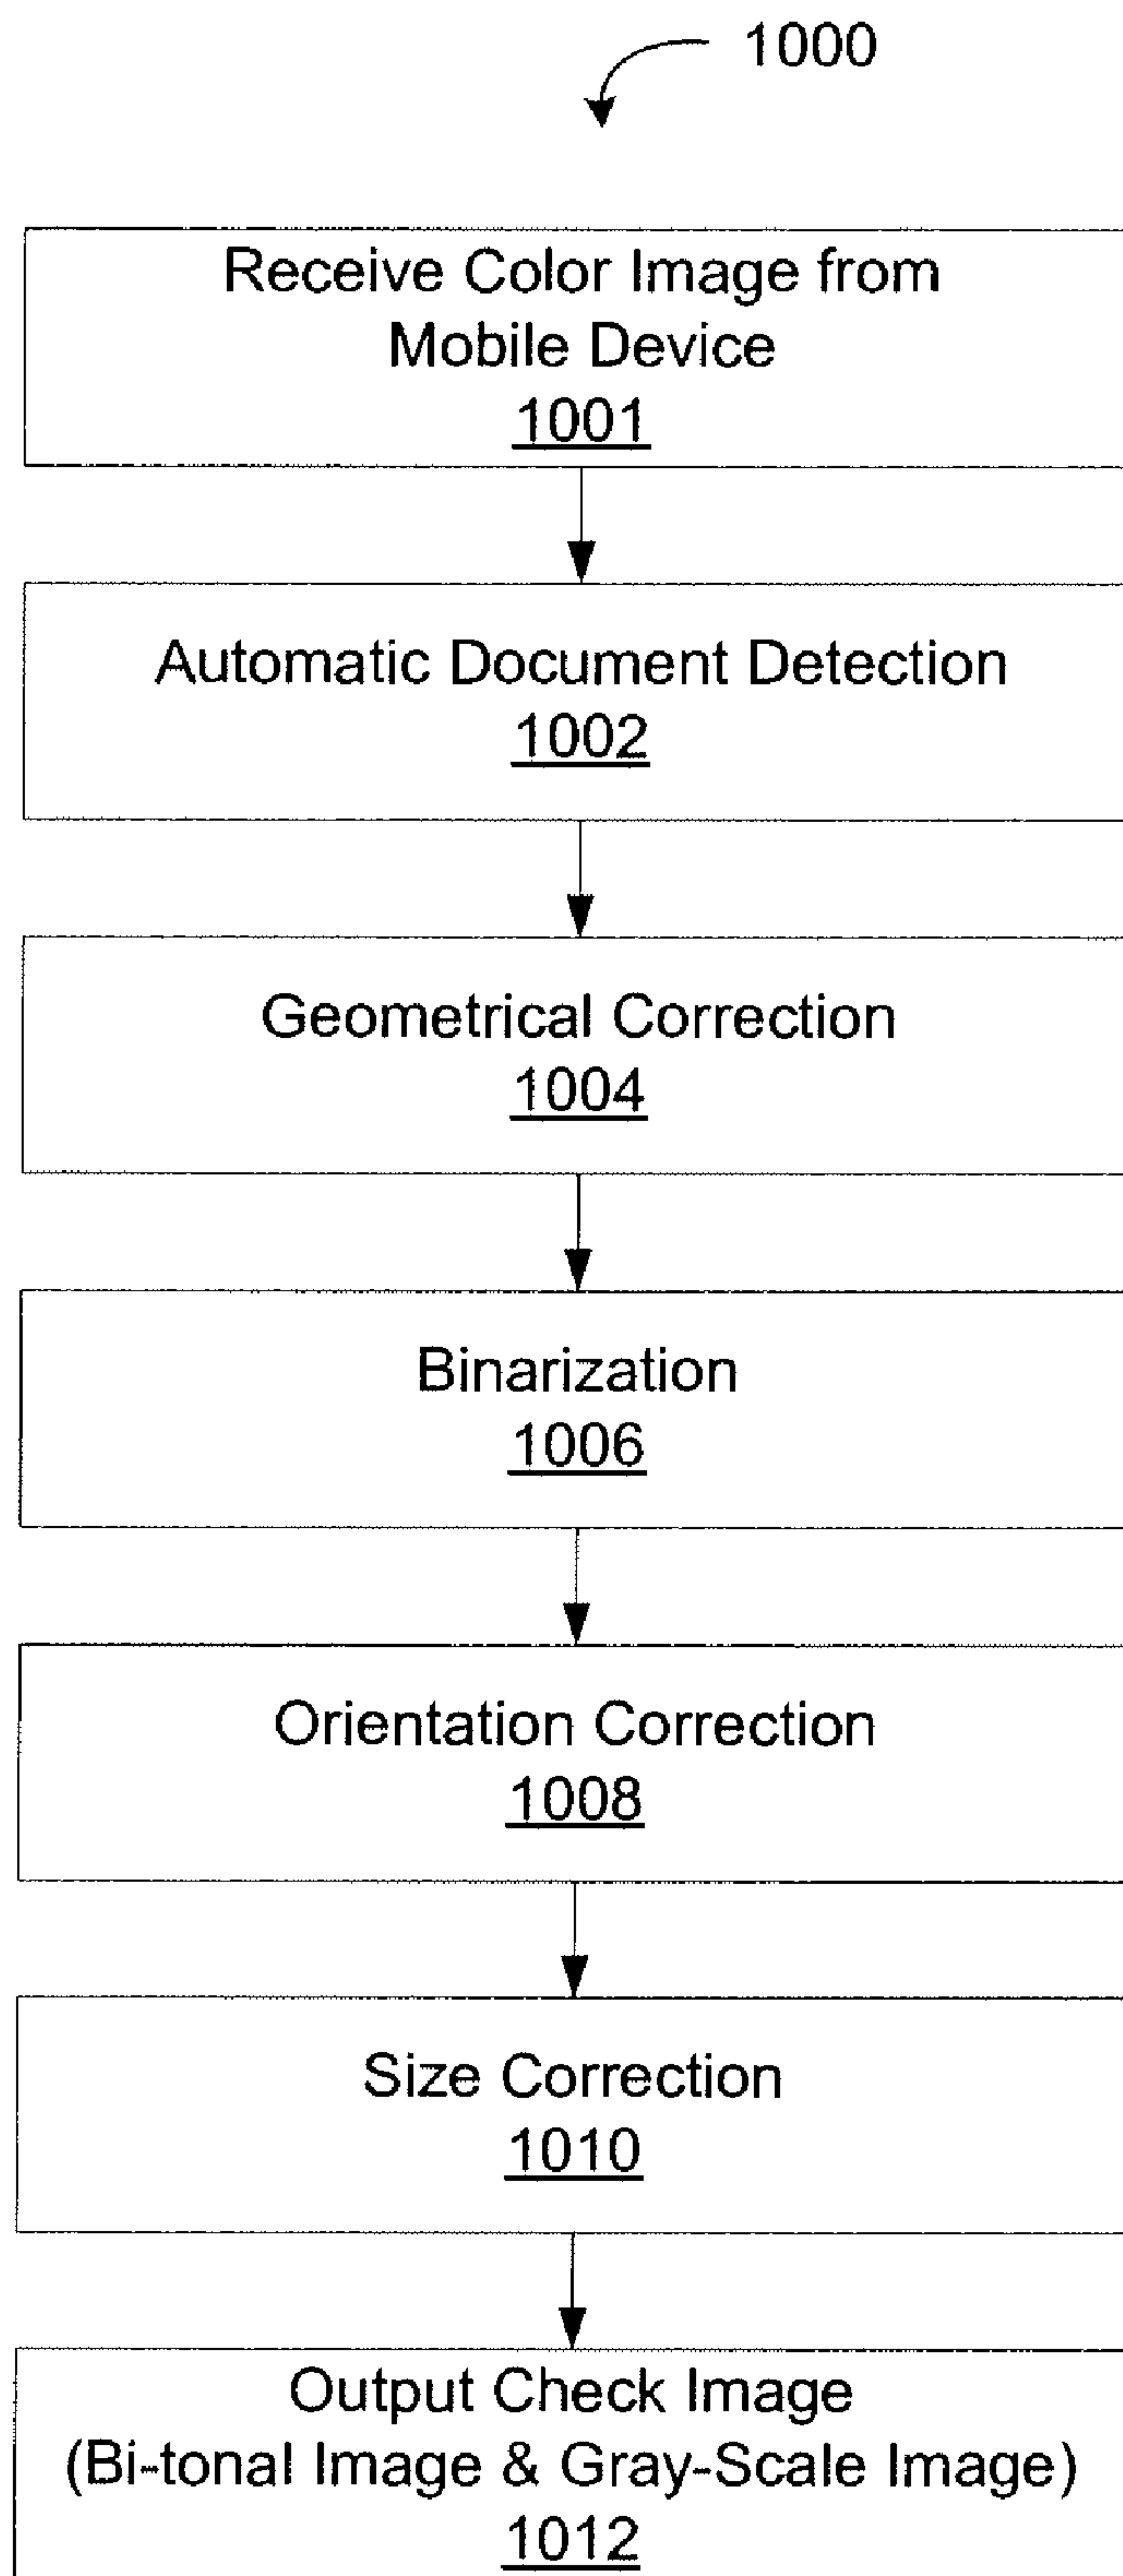 1000
Receive Color Image from
Mobile Device
1001
Automatic Document Detection
1002
Geometrical Correction
1004
Binarization
1006
Orientation Correction
1008
Size Correction
1010
Output Check Image
(Bi-tonal Image & Gray-Scale Image)
1012